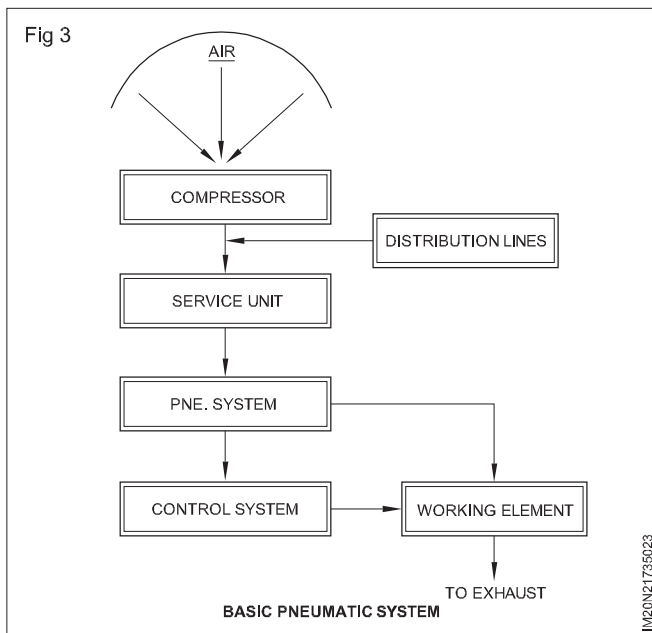 Fig 3
AIR
COMPRESSOR
DISTRIBUTION LINES
SERVICE UNIT
PNE. SYSTEM
CONTROL SYSTEM
WORKING ELEMENT
TO EXHAUST
BASIC PNEUMATIC SYSTEM
IM20N21735023